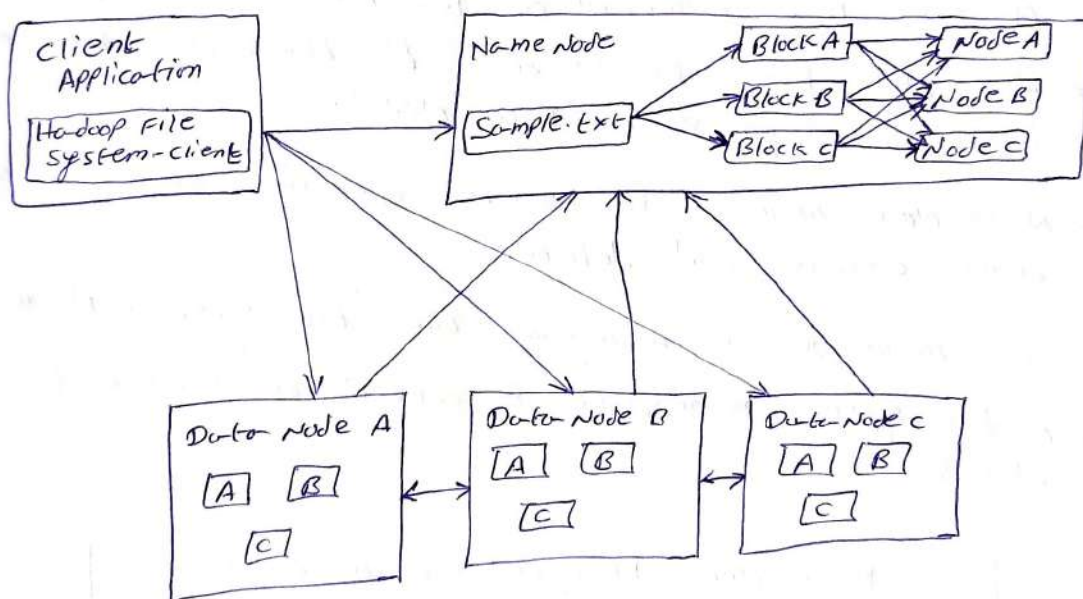 Client
Application
Hadoop File
System-Client
Name Node
Sample.txt
Block A
Block B
Block C
Node A
Node B
Node C
Data Node A
A
B
C
Data Node B
A
B
C
Data Node C
A
B
C